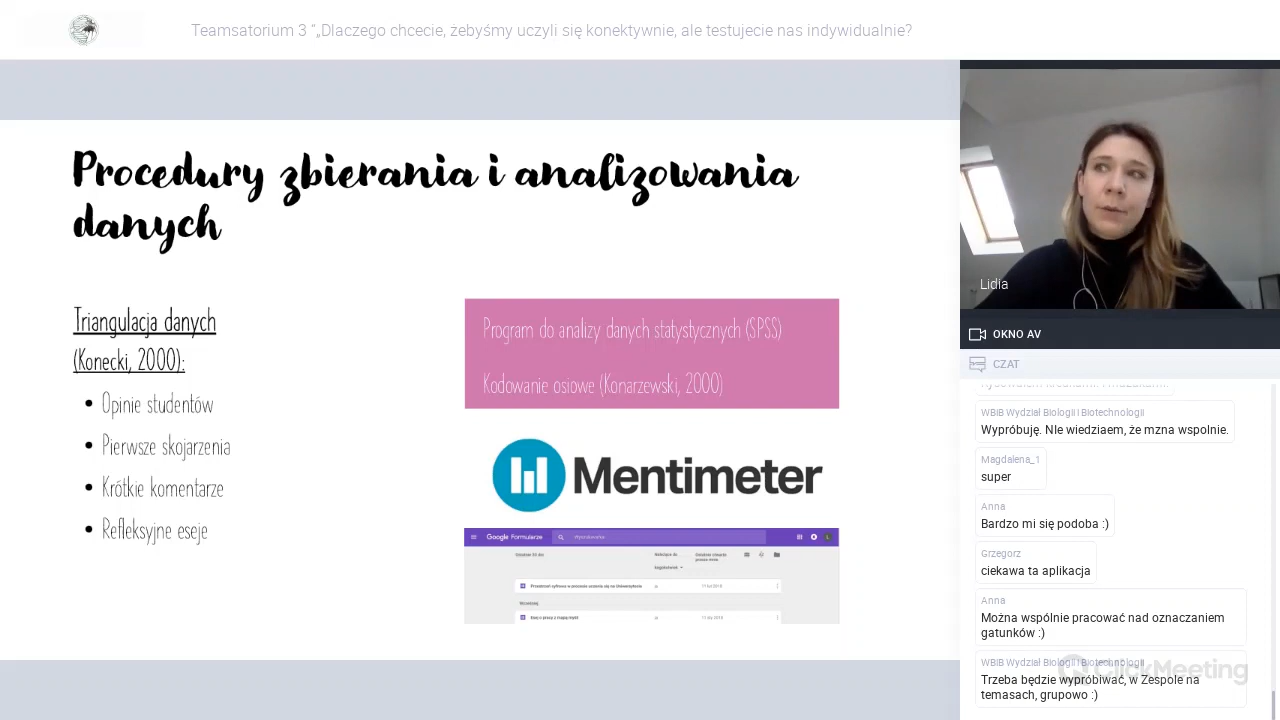 Teamsatorium 3 “„Dlaczego chcecie, żebyśmy uczyli się konektywnie, ale testujecie nas indywidualnie?
Procedury zbierania i analizowania
danych
Triangulacja danych
(Konecki, 2000):
• Opinie studentów
• Pierwsze skojarzenia
• Krótkie komentarze
• Refleksyjne eseje
Program do analizy danych statystycznych (SPSS)
Kodowanie osiowe (Konarzewski, 2000)
Mentimeter
Google Formularze
Lidia
OKNO AV
CZAT
WBiB Wydział Biologii i Biotechnologii
Wypróbuję. NIe wiedziaem, że mzna wspolnie.
Magdalena_1
super
Anna
Bardzo mi się podoba :)
Grzegorz
ciekawa ta aplikacja
Anna
Można wspólnie pracować nad oznaczaniem
gatunków :)
WBiB Wydział Biologii i Biotechnologii
Trzeba będzie wypróbiwać, w Zespole na
temasach, grupowo :)
ClickMeeting